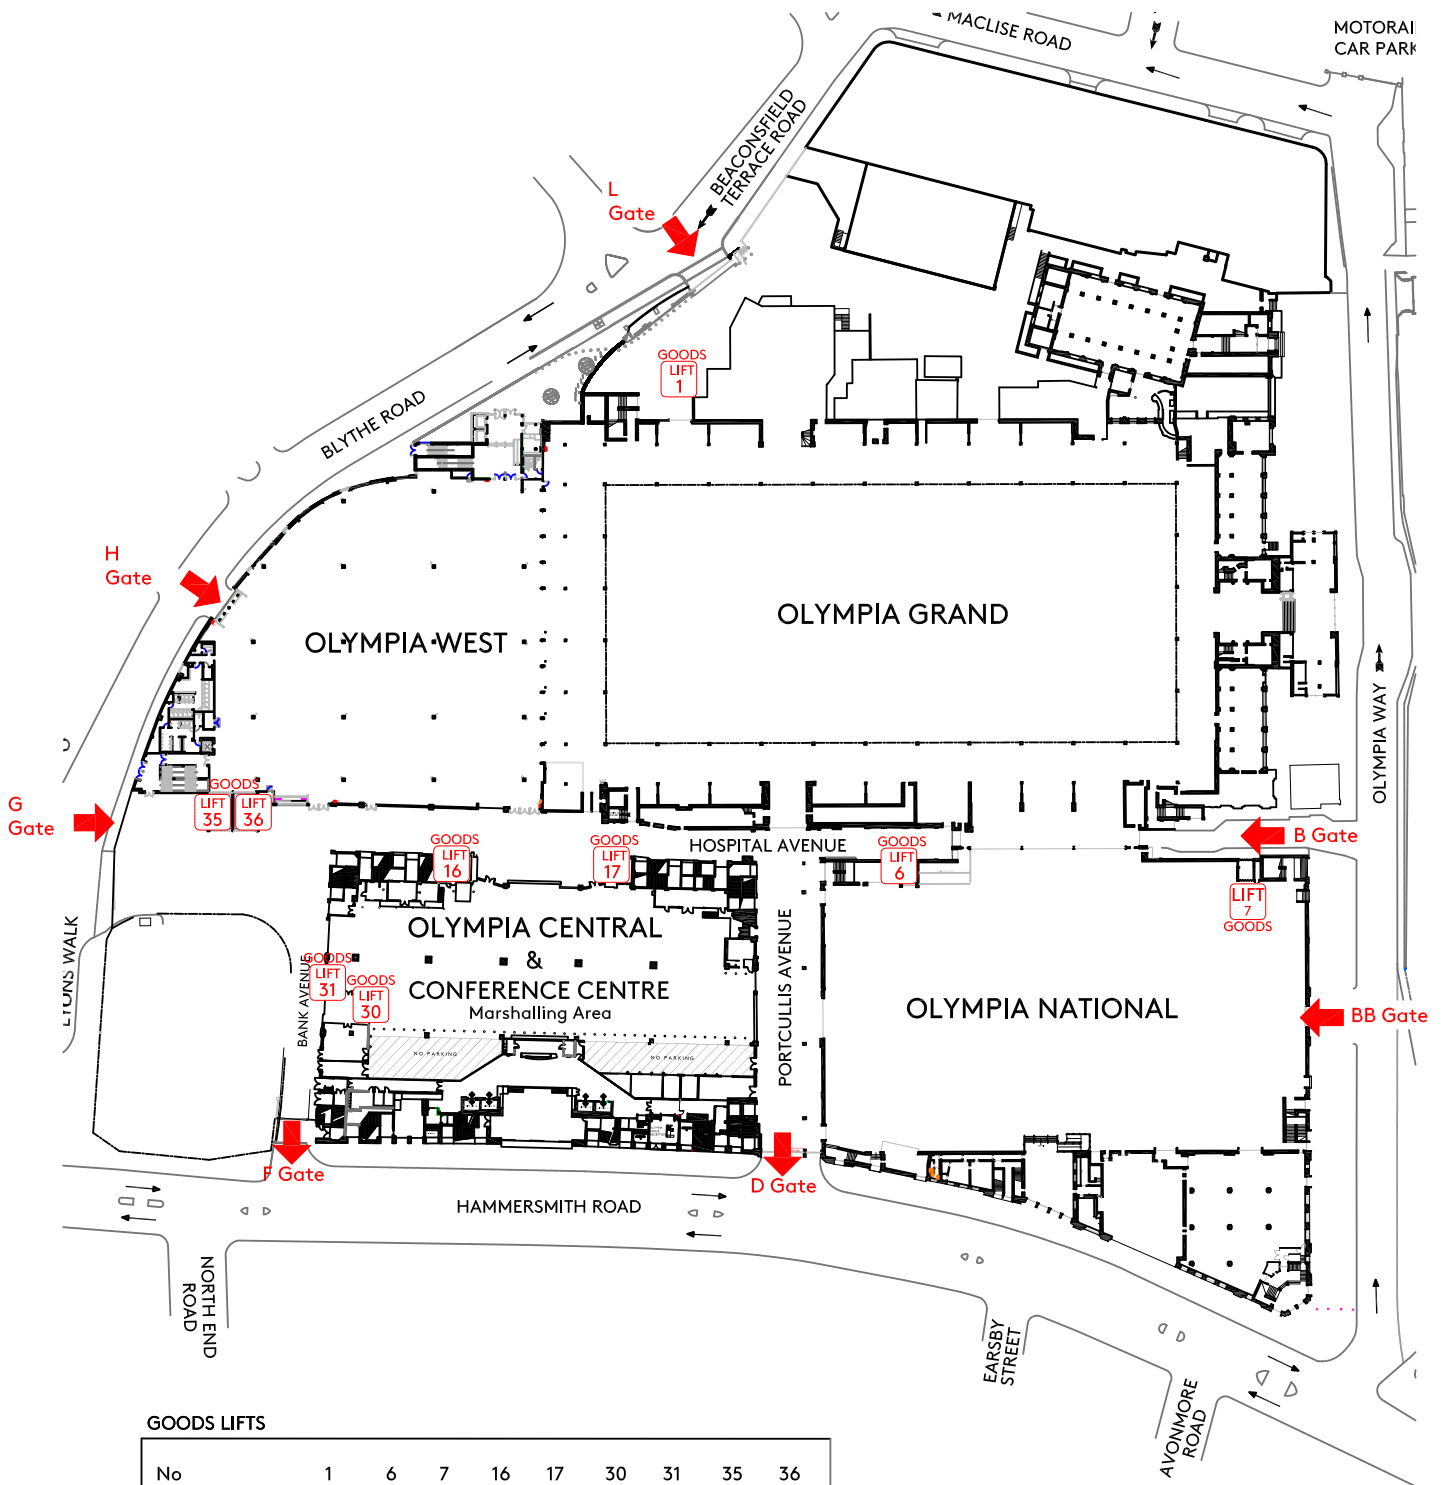 MACLISE ROAD
MOTORAI
CAR PARK
BEACONSFIELD
TERRACE ROAD
L
Gate
GOODS
LIFT
1
BLYTHE ROAD
H
Gate
OLYMPIA WEST
OLYMPIA GRAND
OLYMPIA WAY
G
Gate
GOODS
LIFT
35
LIFT
36
HOSPITAL AVENUE
B Gate
GOODS
LIFT
16
GOODS
LIFT
17
GOODS
LIFT
6
LIFT
7
GOODS
LYONS WALK
BANK AVENUE
GOODS
LIFT
31
GOODS
LIFT
30
OLYMPIA CENTRAL
&
CONFERENCE CENTRE
Marshalling Area
NO PARKING
NO PARKING
PORTCULLIS AVENUE
OLYMPIA NATIONAL
BB Gate
F Gate
D Gate
HAMMERSMITH ROAD
NORTH END
ROAD
EARSBY
STREET
AVONMORE
ROAD
GOODS LIFTS
No 1 6 7 16 17 30 31 35 36